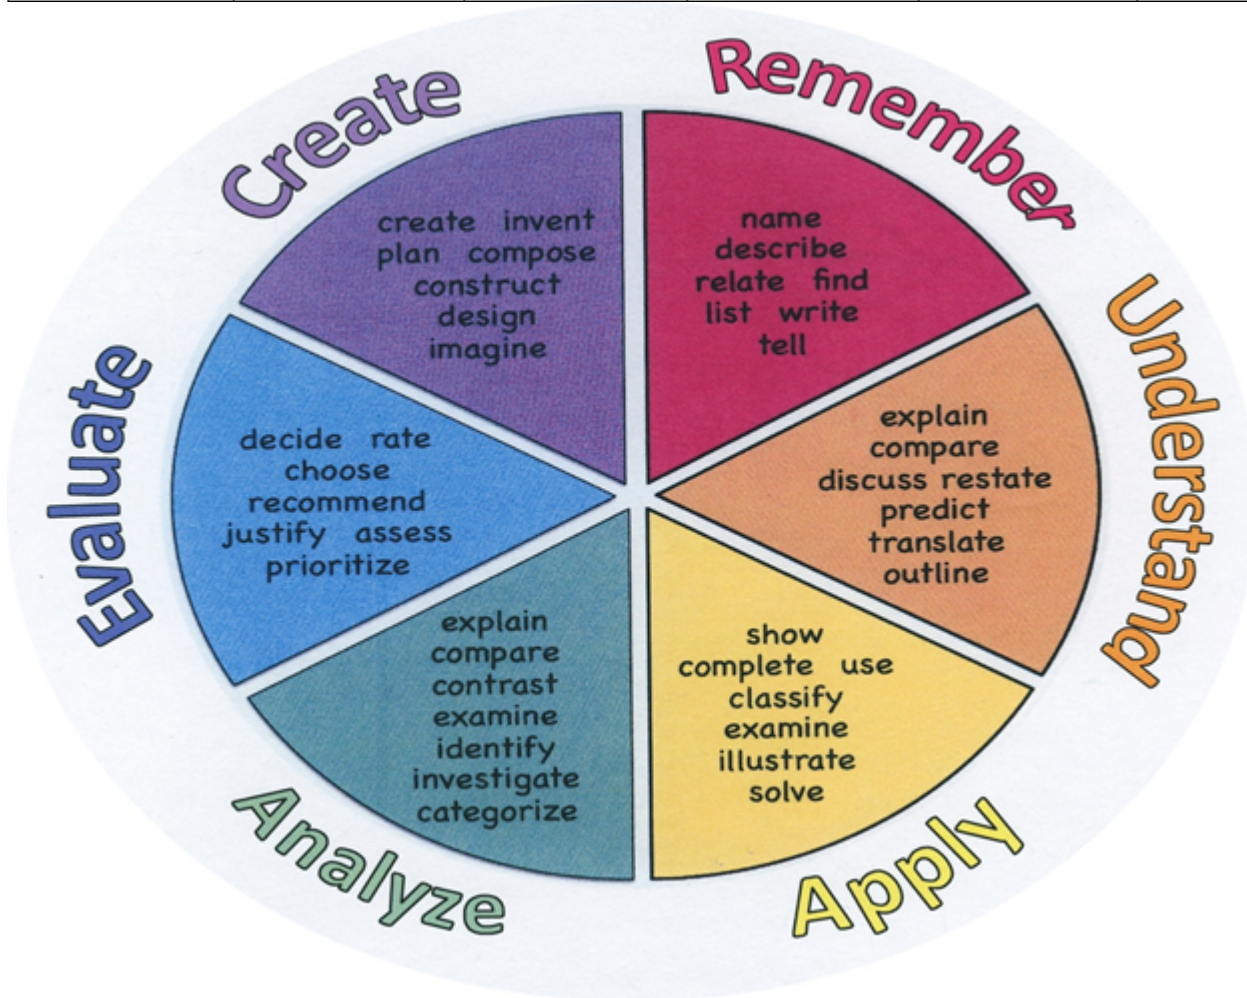 Remember
name
describe
relate find
list write
tell
Understand
explain
compare
discuss restate
predict
translate
outline
Apply
show
complete use
classify
examine
illustrate
solve
Analyze
explain
compare
contrast
examine
identify
investigate
categorize
Evaluate
decide rate
choose
recommend
justify assess
prioritize
Create
create invent
plan compose
construct
design
imagine